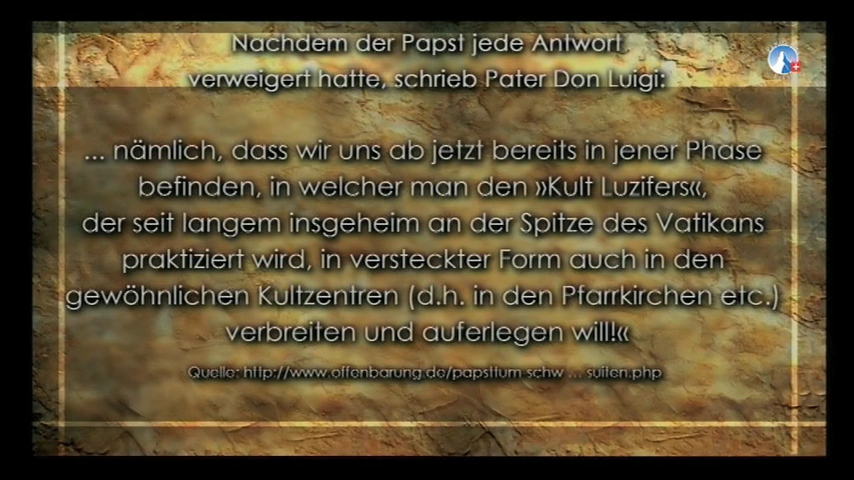 Nachdem der Papst jede Antwort
verweigert hatte, schrieb Pater Don Luigi:
... nämlich, dass wir uns ab jetzt bereits in jener Phase
befinden, in welcher man den »Kult Luzifers«,
der seit langem insgeheim an der Spitze des Vatikans
praktiziert wird, in versteckter Form auch in den
gewöhnlichen Kultzentren (d.h. in den Pfarrkirchen etc.)
verbreiten und auferlegen will!«
Quelle: http://www.offenbarung.de/papsttum schw ... suiten.php